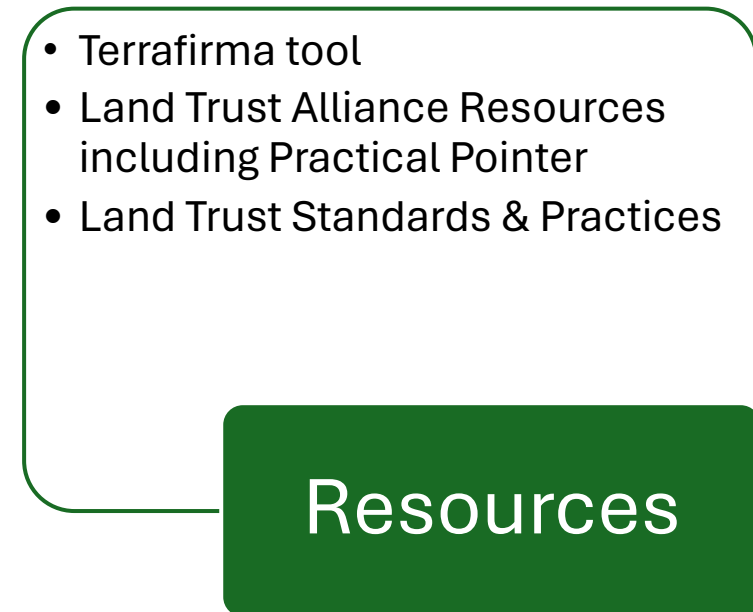 • Terrafirma tool
• Land Trust Alliance Resources
including Practical Pointer
• Land Trust Standards & Practices
Resources